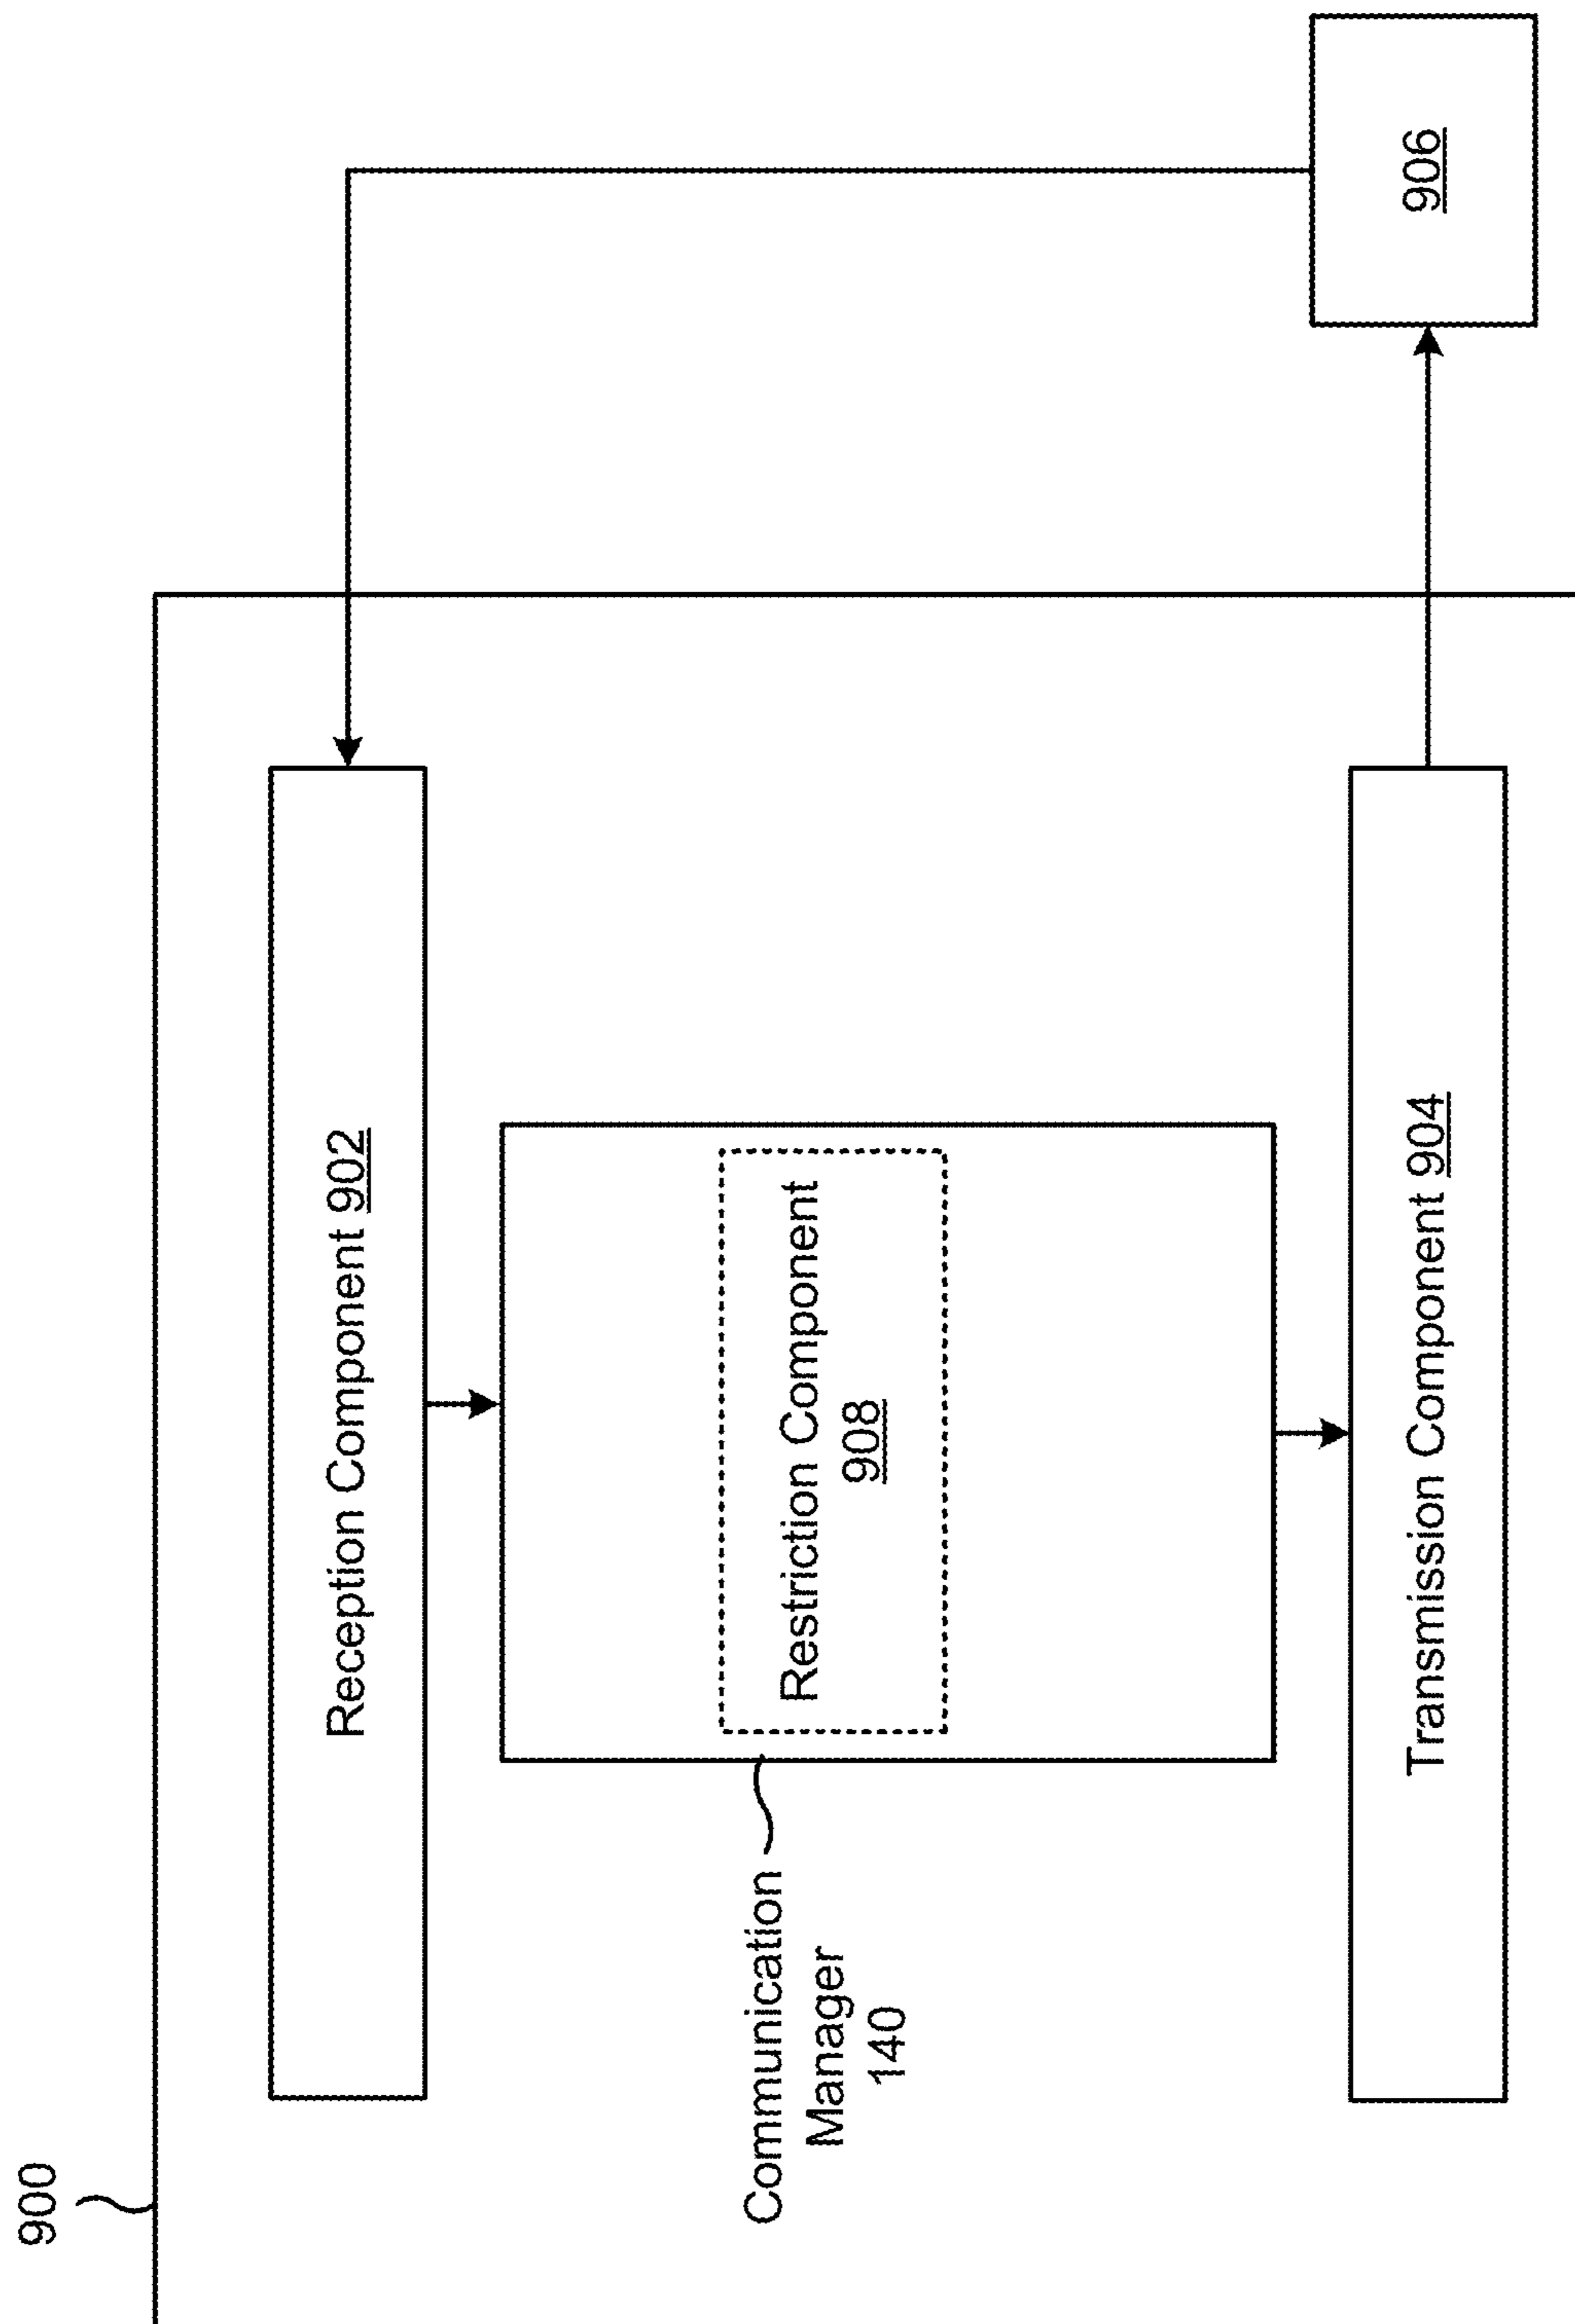 900
Reception Component 902
Communication
Manager
140
Restriction Component
908
Transmission Component 904
906